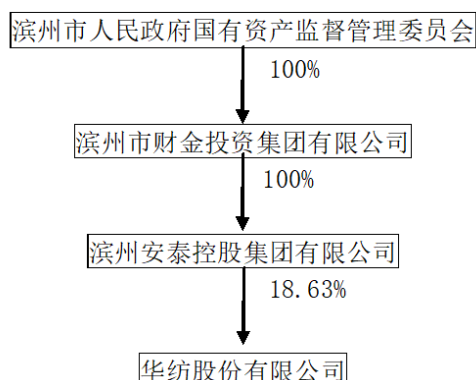 滨州市人民政府国有资产监督管理委员会
100%
滨州市财金投资集团有限公司
100%
滨州安泰控股集团有限公司
18.63%
华纺股份有限公司